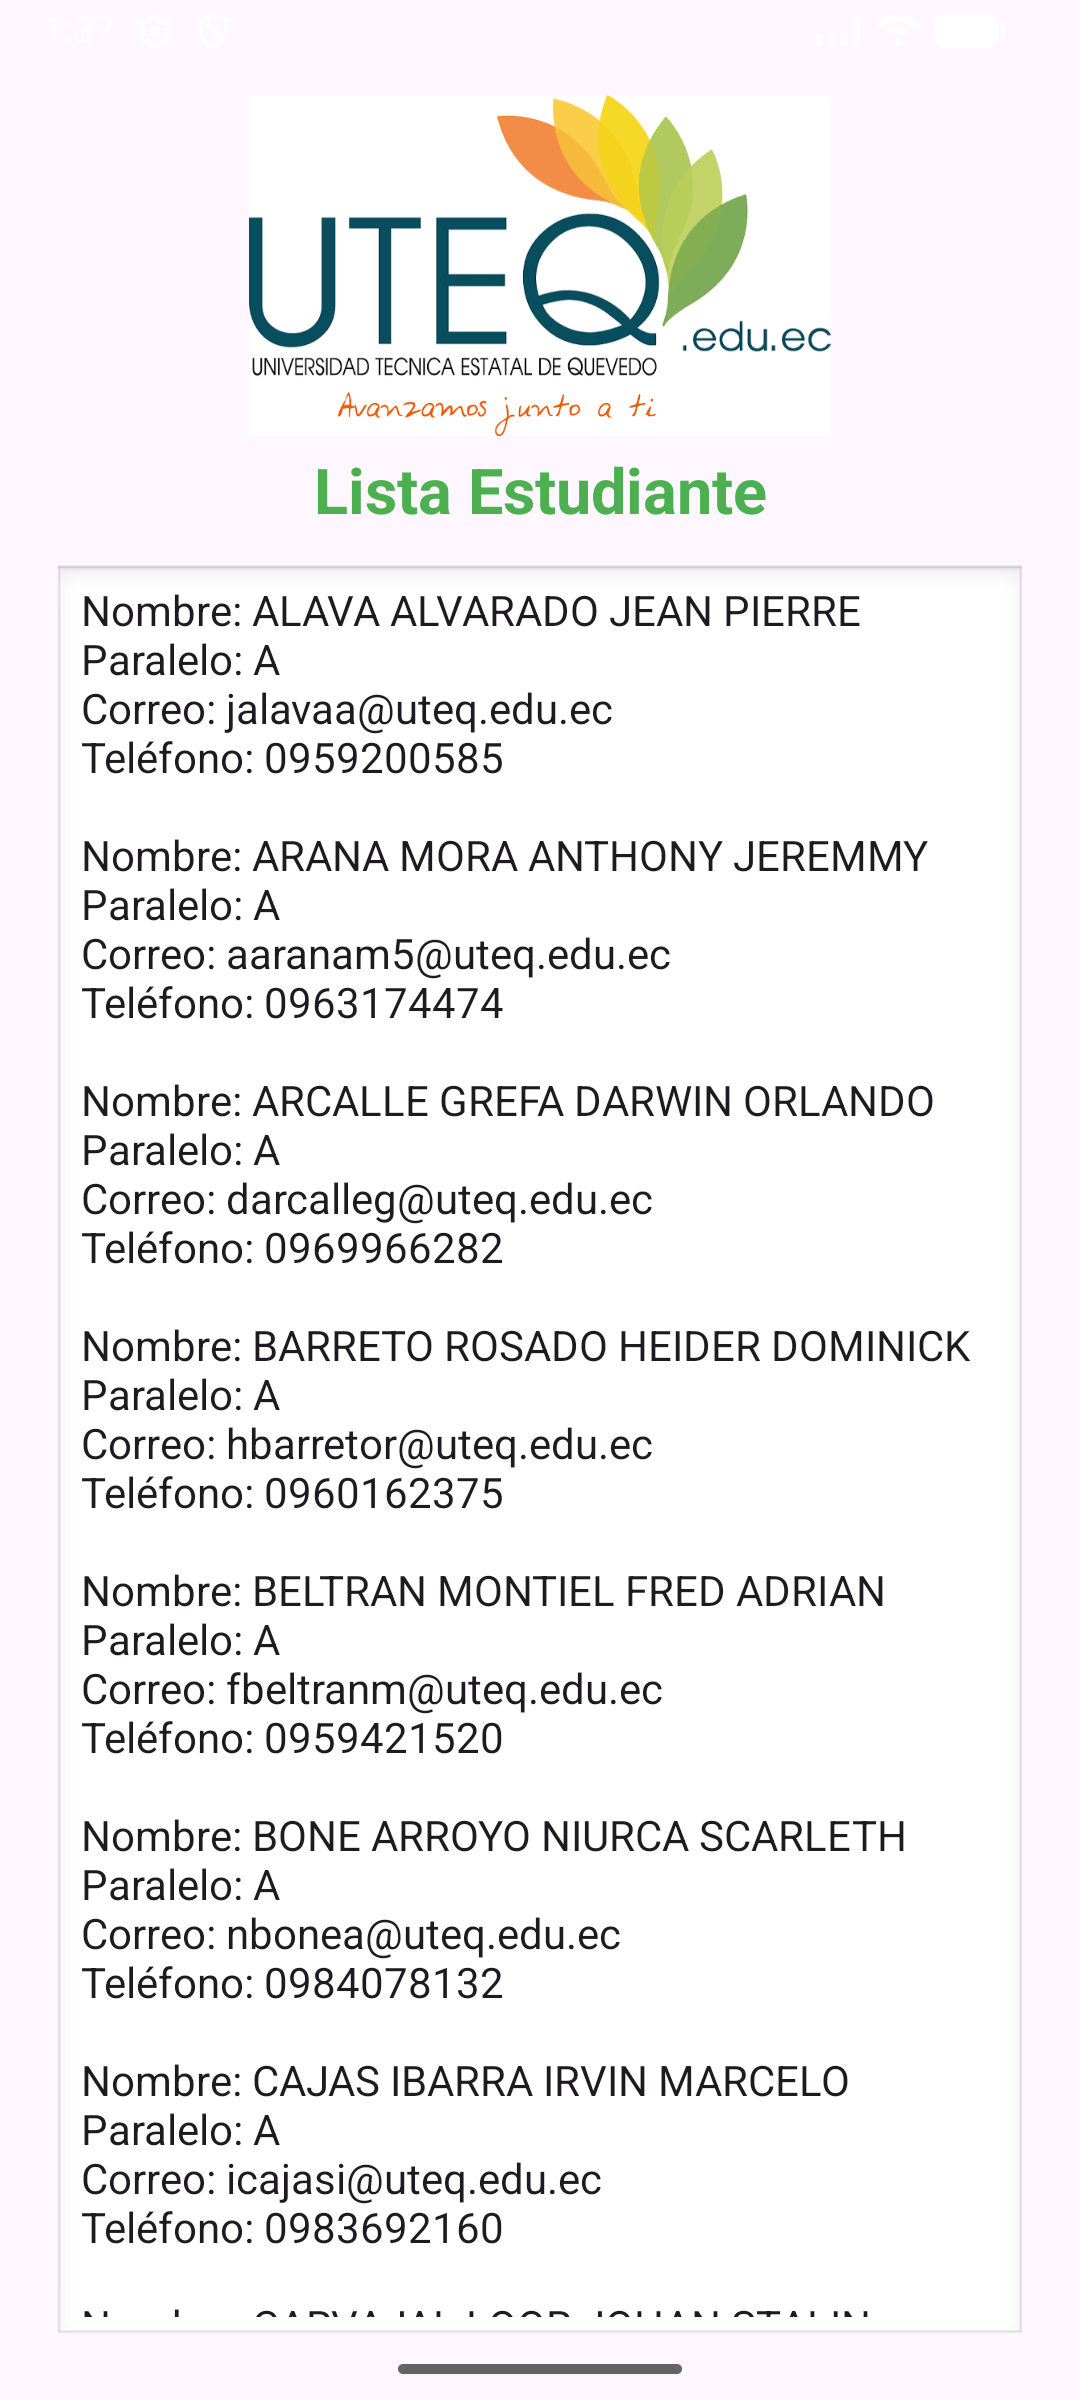 1:37
UTEQ
.edu.ec
UNIVERSIDAD TECNICA ESTATAL DE QUEVEDO
Avanzamos junto a ti
Lista Estudiante
Nombre: ALAVA ALVARADO JEAN PIERRE
Paralelo: A
Correo: jalavaa@uteq.edu.ec
Teléfono: 0959200585
Nombre: ARANA MORA ANTHONY JEREMMY
Paralelo: A
Correo: aaranam5@uteq.edu.ec
Teléfono: 0963174474
Nombre: ARCALLE GREFA DARWIN ORLANDO
Paralelo: A
Correo: darcalleg@uteq.edu.ec
Teléfono: 0969966282
Nombre: BARRETO ROSADO HEIDER DOMINICK
Paralelo: A
Correo: hbarretor@uteq.edu.ec
Teléfono: 0960162375
Nombre: BELTRAN MONTIEL FRED ADRIAN
Paralelo: A
Correo: fbeltranm@uteq.edu.ec
Teléfono: 0959421520
Nombre: BONE ARROYO NIURCA SCARLETH
Paralelo: A
Correo: nbonea@uteq.edu.ec
Teléfono: 0984078132
Nombre: CAJAS IBARRA IRVIN MARCELO
Paralelo: A
Correo: icajasi@uteq.edu.ec
Teléfono: 0983692160